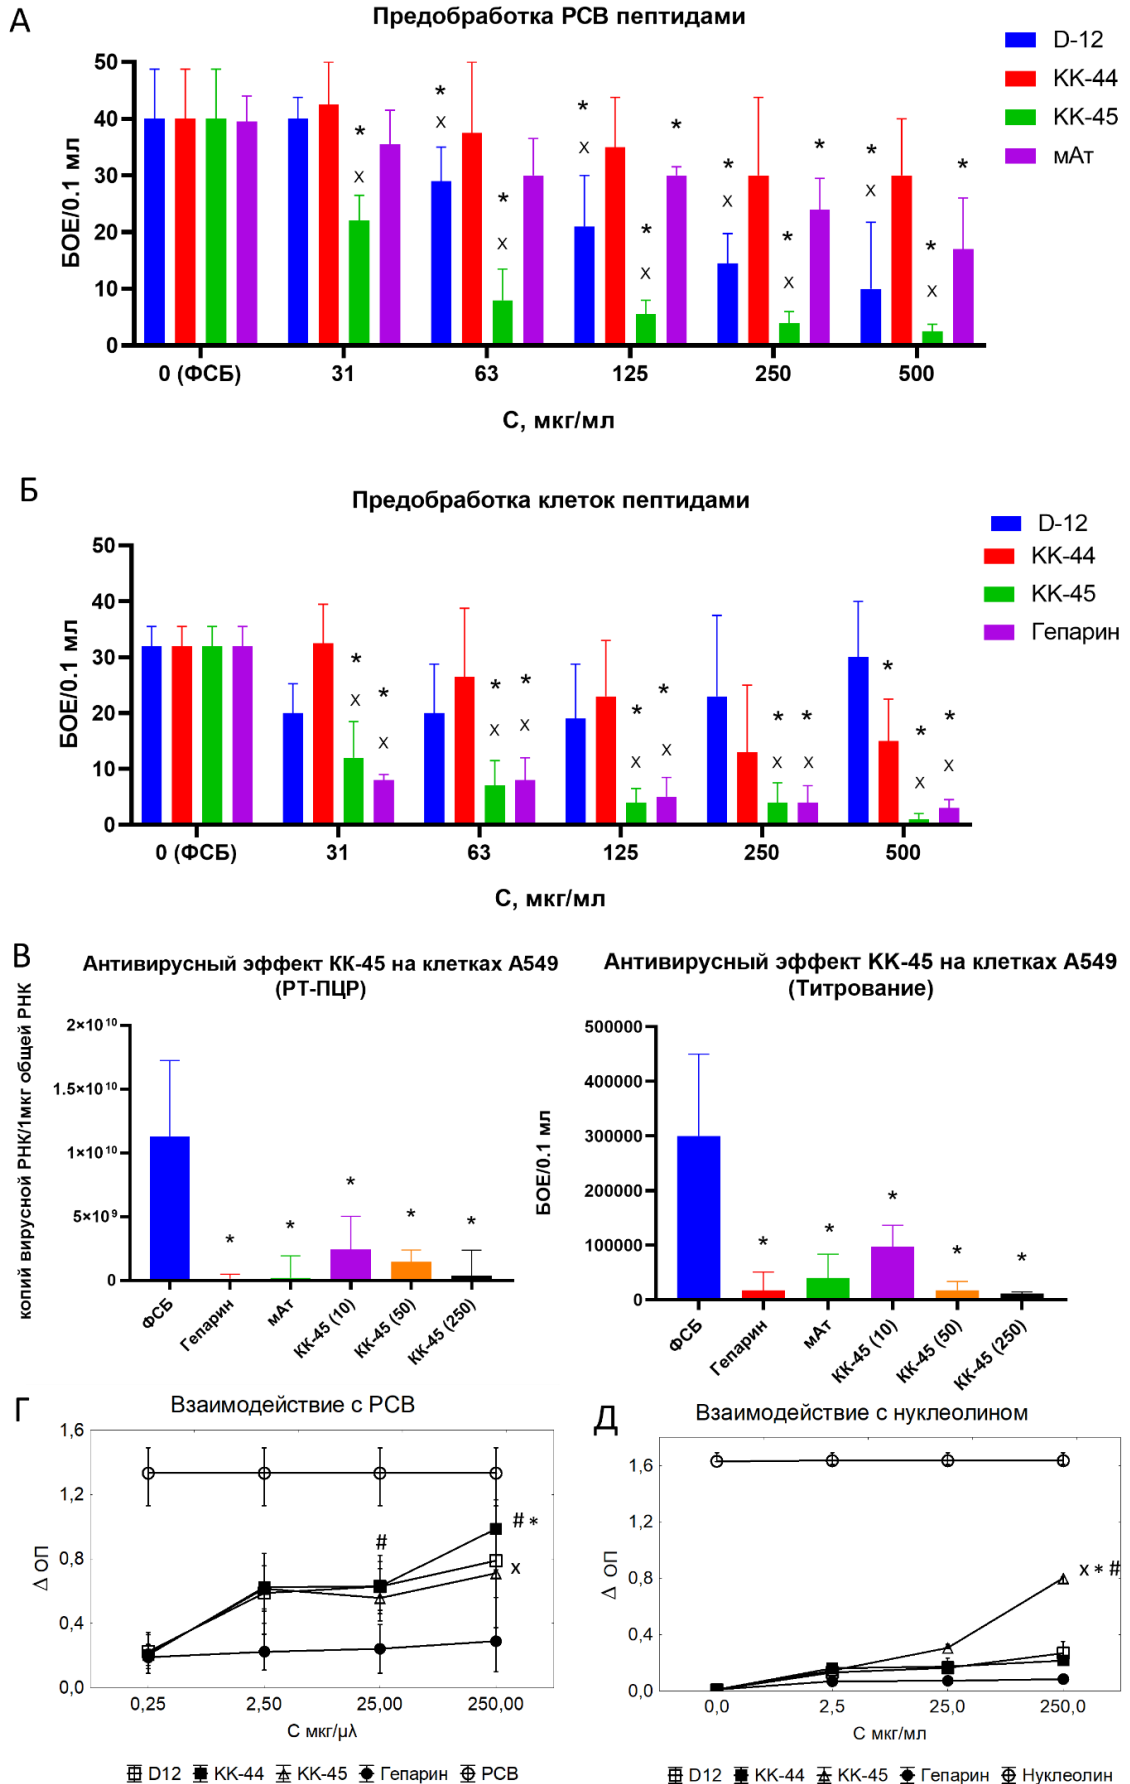 А
Предобработка РСВ пептидами
БОЕ/0.1 мл
50
40
30
20
10
0
* x * x * * x * x * * x * x * * x * x * *
0 (ФСБ) 31 63 125 250 500
С, мкг/мл
D-12
КК-44
КК-45
мАт
Б
Предобработка клеток пептидами
БОЕ/0.1 мл
50
40
30
20
10
0
* x * x * x * x * x * x * x * x * * x * x
0 (ФСБ) 31 63 125 250 500
С, мкг/мл
D-12
КК-44
КК-45
Гепарин
В
Антивирусный эффект КК-45 на клетках А549
(РТ-ПЦР)
копий вирусной РНК/1мкг общей РНК
2×10¹⁰
1.5×10¹⁰
1×10¹⁰
5×10⁹
0
* * * * *
ФСБ Гепарин мАт КК-45 (10) КК-45 (50) КК-45 (250)
Антивирусный эффект КК-45 на клетках А549
(Титрование)
БОЕ/0.1 мл
500000
400000
300000
200000
100000
0
* * * * *
ФСБ Гепарин мАт КК-45 (10) КК-45 (50) КК-45 (250)
Г
Взаимодействие с РСВ
Δ ОП
1,6
1,2
0,8
0,4
0,0
#
# *
x
0,25 2,50 25,00 250,00
С мкг/μλ
D12 КК-44 КК-45 Гепарин РСВ
Д
Взаимодействие с нуклеолином
Δ ОП
1,6
1,2
0,8
0,4
0,0
x * #
0,0 2,5 25,0 250,0
С мкг/мл
D12 КК-44 КК-45 Гепарин Нуклеолин